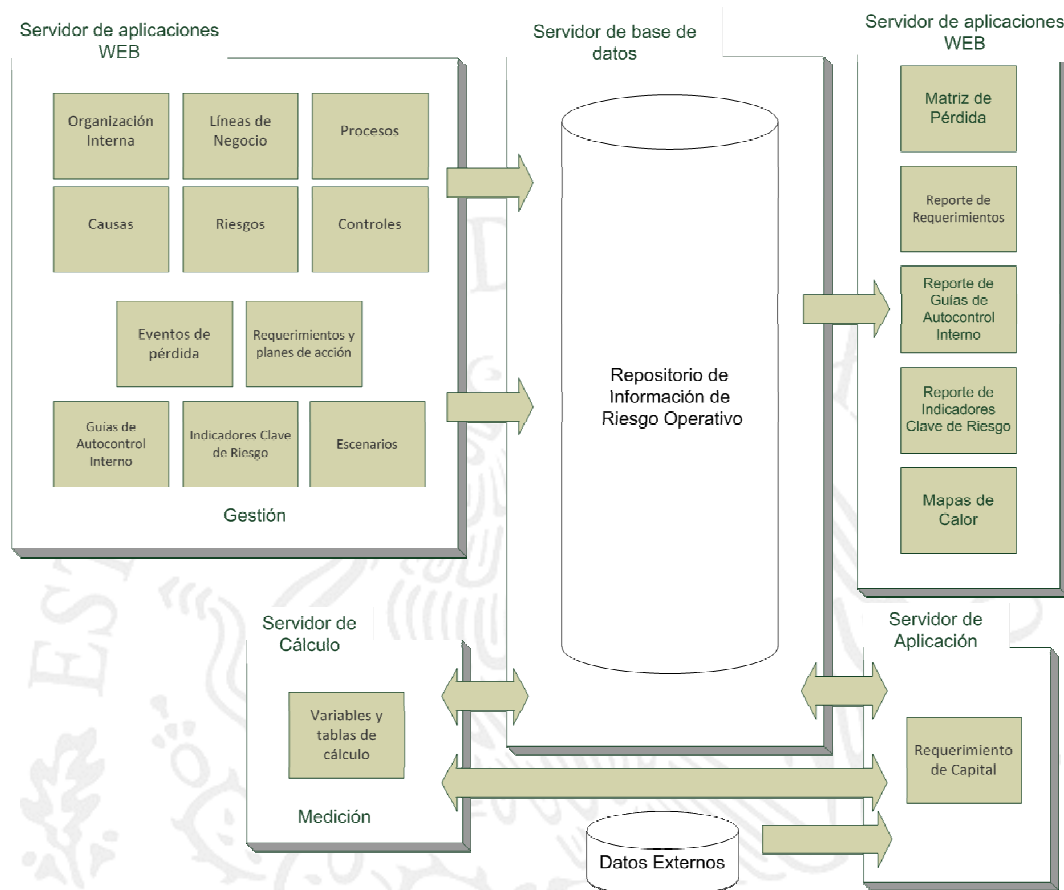 Servidor de aplicaciones
WEB
Organización
Interna
Líneas de
Negocio
Procesos
Causas
Riesgos
Controles
Eventos de
pérdida
Requerimientos y
planes de acción
Guías de
Autocontrol
Interno
Indicadores Clave
de Riesgo
Escenarios
Gestión
Servidor de base de
datos
Repositorio de
Información de
Riesgo Operativo
Servidor de aplicaciones
WEB
Matriz de
Pérdida
Reporte de
Requerimientos
Reporte de
Guías de
Autocontrol
Interno
Reporte de
Indicadores
Clave de Riesgo
Mapas de
Calor
Servidor de
Cálculo
Variables y
tablas de
cálculo
Medición
Servidor de
Aplicación
Requerimiento
de Capital
Datos Externos
EST
D